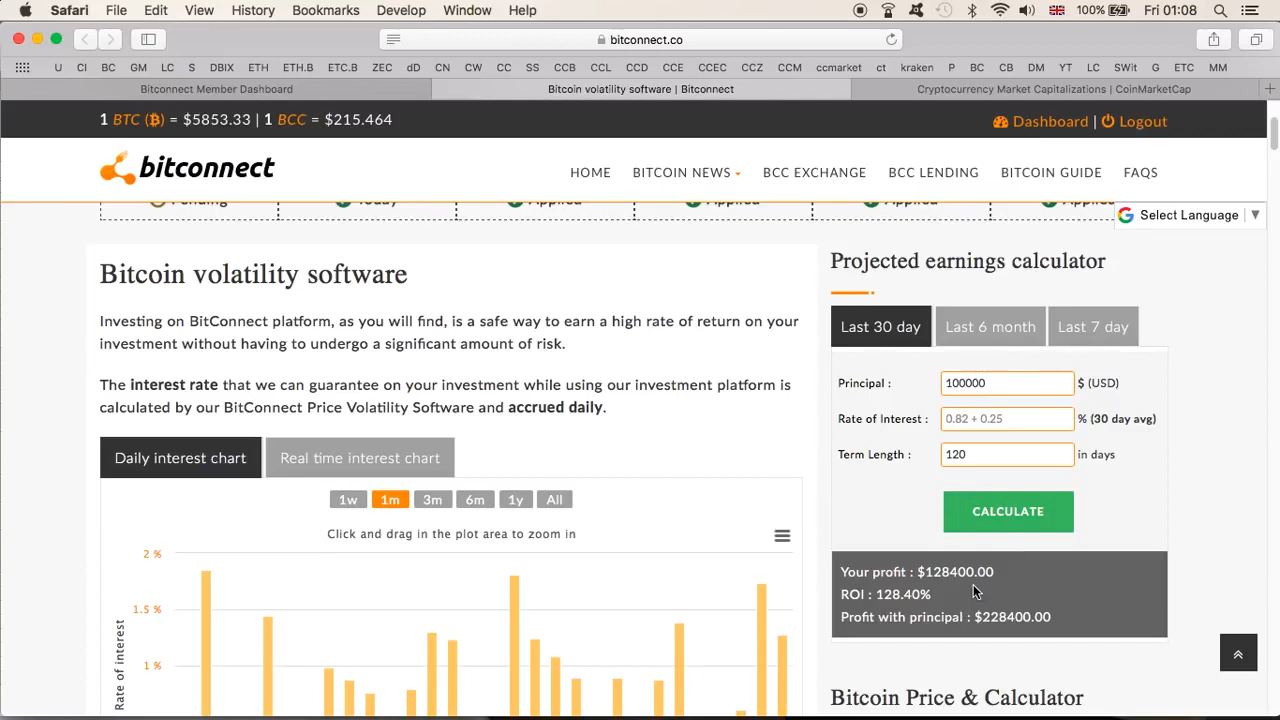 Safari File Edit View History Bookmarks Develop Window Help 100% Fri 01:08
bitconnect.co
U CI BC GM LC S DBIX ETH ETH.B ETC.B ZEC dD CN CW CC SS CCB CCL CCD CCE CCEC CCZ CCM ccmarket ct kraken P BC CB DM YT LC SWit G ETC MM
Bitconnect Member Dashboard Bitcoin volatility software | Bitconnect Cryptocurrency Market Capitalizations | CoinMarketCap
1 BTC (₿) = $5853.33 | 1 BCC = $215.464 Dashboard | Logout
bitconnect HOME BITCOIN NEWS BCC EXCHANGE BCC LENDING BITCOIN GUIDE FAQS
Pending Today Applied Applied Applied Applied
Select Language
Bitcoin volatility software
Investing on BitConnect platform, as you will find, is a safe way to earn a high rate of return on your
investment without having to undergo a significant amount of risk.
The interest rate that we can guarantee on your investment while using our investment platform is
calculated by our BitConnect Price Volatility Software and accrued daily.
Daily interest chart Real time interest chart
1w 1m 3m 6m 1y All
Click and drag in the plot area to zoom in
2 %
1.5 %
1 %
Rate of interest
Projected earnings calculator
Last 30 day Last 6 month Last 7 day
Principal : 100000 $ (USD)
Rate of Interest : 0.82 + 0.25 % (30 day avg)
Term Length : 120 in days
CALCULATE
Your profit : $128400.00
ROI : 128.40%
Profit with principal : $228400.00
Bitcoin Price & Calculator